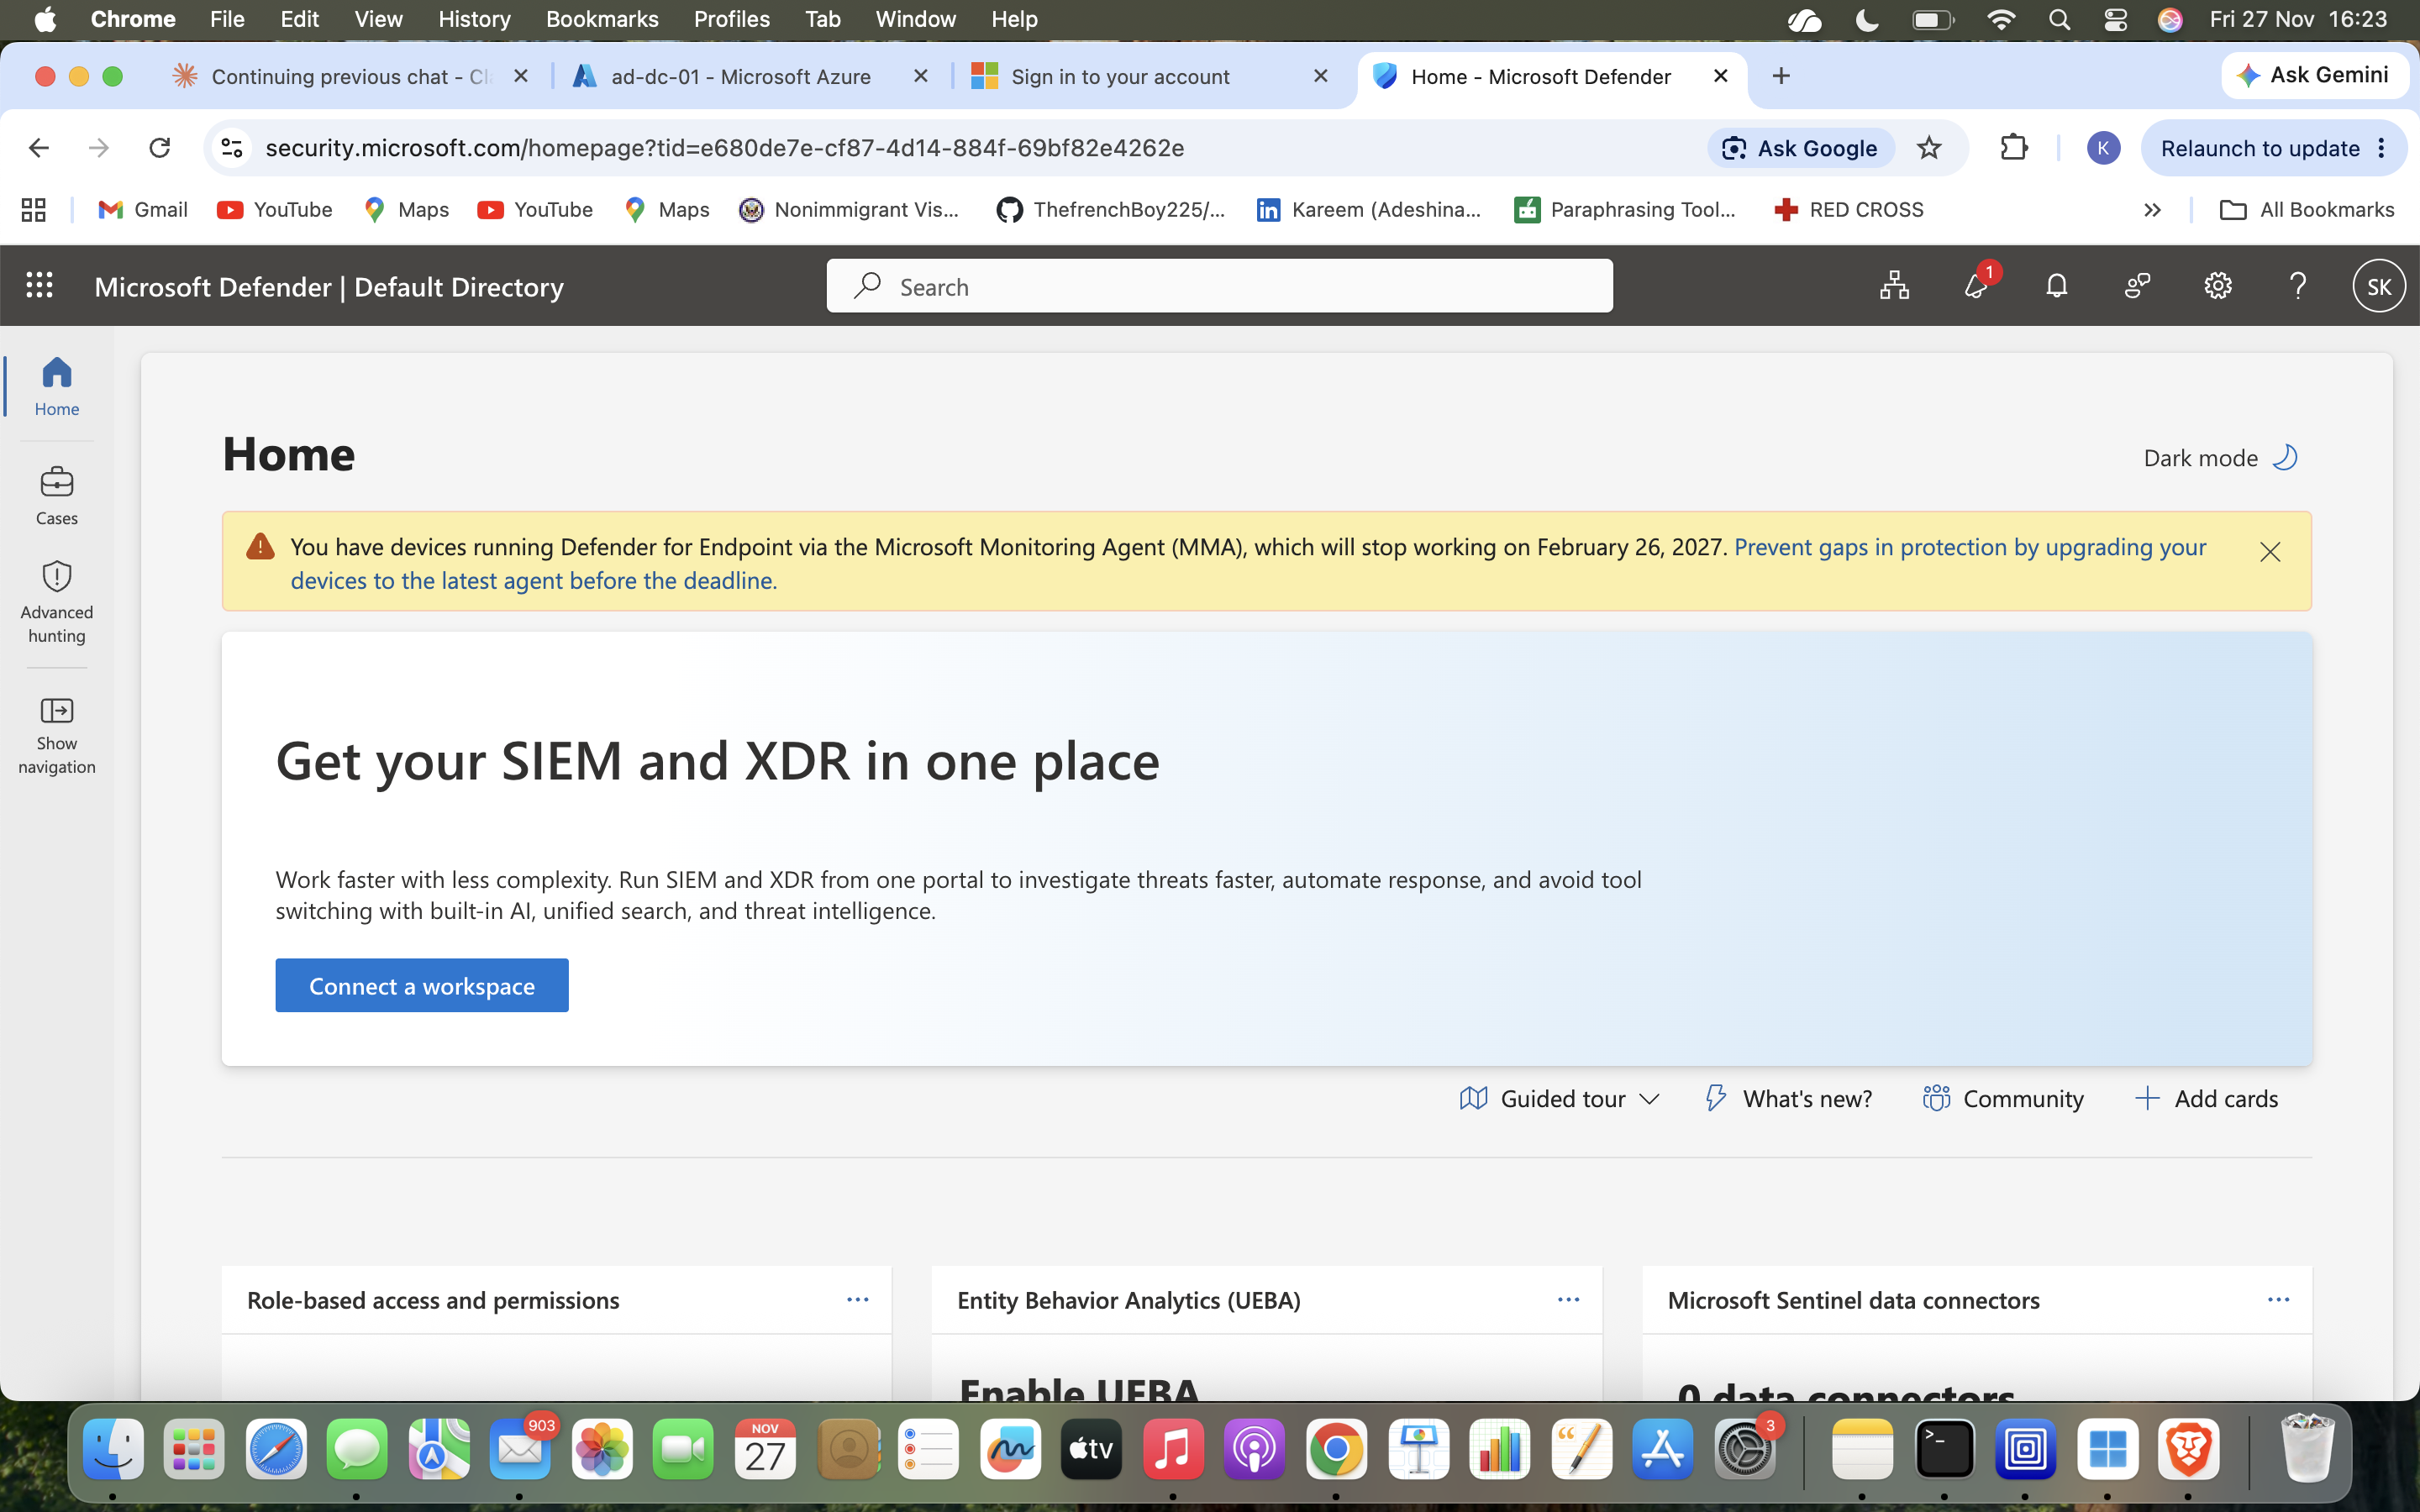 Chrome File Edit View History Bookmarks Profiles Tab Window Help Fri 27 Nov 16:23
Continuing previous chat - Cl ad-dc-01 - Microsoft Azure Sign in to your account Home - Microsoft Defender Ask Gemini
security.microsoft.com/homepage?tid=e680de7e-cf87-4d14-884f-69bf82e4262e Ask Google K Relaunch to update
Gmail YouTube Maps YouTube Maps Nonimmigrant Vis... ThefrenchBoy225/... Kareem (Adeshina... Paraphrasing Tool... RED CROSS All Bookmarks
Microsoft Defender | Default Directory Search 1 SK
Home
Cases
Advanced
hunting
Show
navigation
Home
Dark mode
You have devices running Defender for Endpoint via the Microsoft Monitoring Agent (MMA), which will stop working on February 26, 2027. Prevent gaps in protection by upgrading your
devices to the latest agent before the deadline.
Get your SIEM and XDR in one place
Work faster with less complexity. Run SIEM and XDR from one portal to investigate threats faster, automate response, and avoid tool
switching with built-in AI, unified search, and threat intelligence.
Connect a workspace
Guided tour What's new? Community Add cards
Role-based access and permissions
Entity Behavior Analytics (UEBA)
Enable UEBA
Microsoft Sentinel data connectors
0 data connectors
903 NOV 27 tv 3